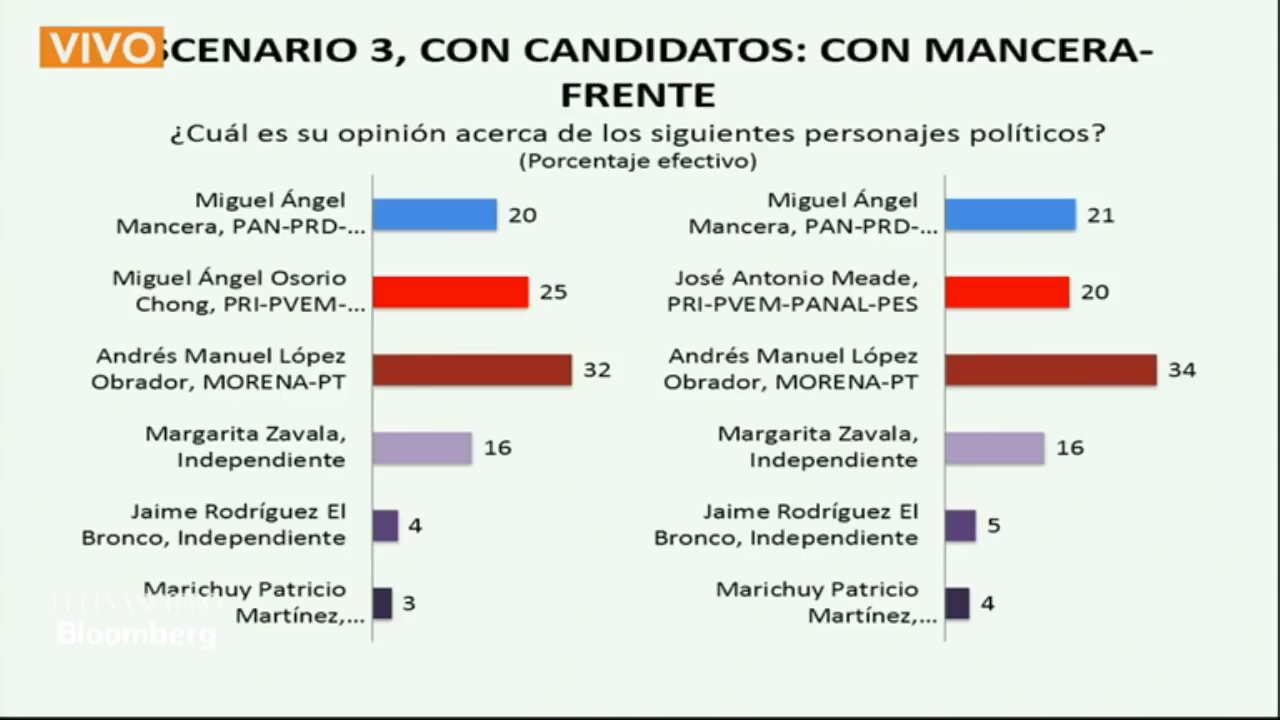 VIVO
SCENARIO 3, CON CANDIDATOS: CON MANCERA-
FRENTE
¿Cuál es su opinión acerca de los siguientes personajes políticos?
(Porcentaje efectivo)
Miguel Ángel
Mancera, PAN-PRD-...
20
Miguel Ángel Osorio
Chong, PRI-PVEM-...
25
Andrés Manuel López
Obrador, MORENA-PT
32
Margarita Zavala,
Independiente
16
Jaime Rodríguez El
Bronco, Independiente
4
Marichuy Patricio
Martínez,...
3
Miguel Ángel
Mancera, PAN-PRD-...
21
José Antonio Meade,
PRI-PVEM-PANAL-PES
20
Andrés Manuel López
Obrador, MORENA-PT
34
Margarita Zavala,
Independiente
16
Jaime Rodríguez El
Bronco, Independiente
5
Marichuy Patricio
Martínez,...
4
Bloomberg